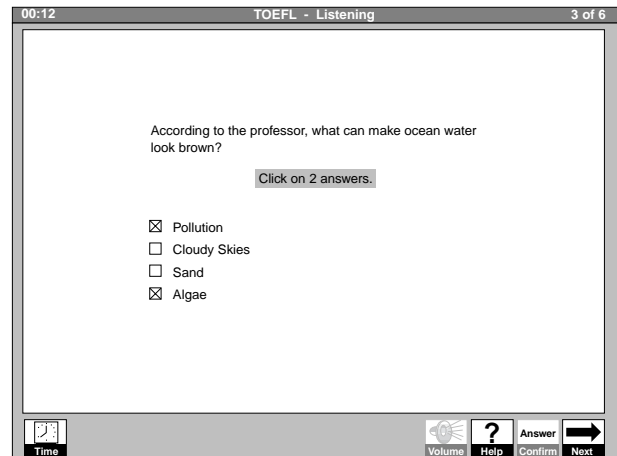 00:12 TOEFL - Listening 3 of 6
According to the professor, what can make ocean water
look brown?
Click on 2 answers.
Pollution
Cloudy Skies
Sand
Algae
Time Volume ? Help Answer Confirm Next